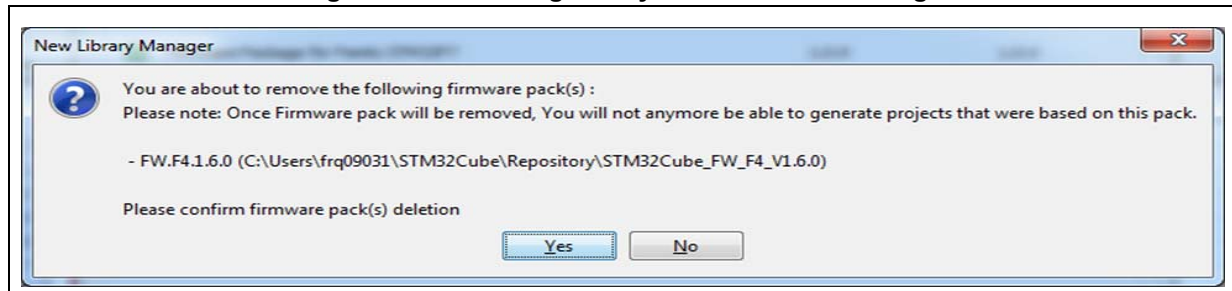 New Library Manager
You are about to remove the following firmware pack(s) :
Please note: Once Firmware pack will be removed, You will not anymore be able to generate projects that were based on this pack.
- FW.F4.1.6.0 (C:\Users\frq09031\STM32Cube\Repository\STM32Cube_FW_F4_V1.6.0)
Please confirm firmware pack(s) deletion
Yes
No